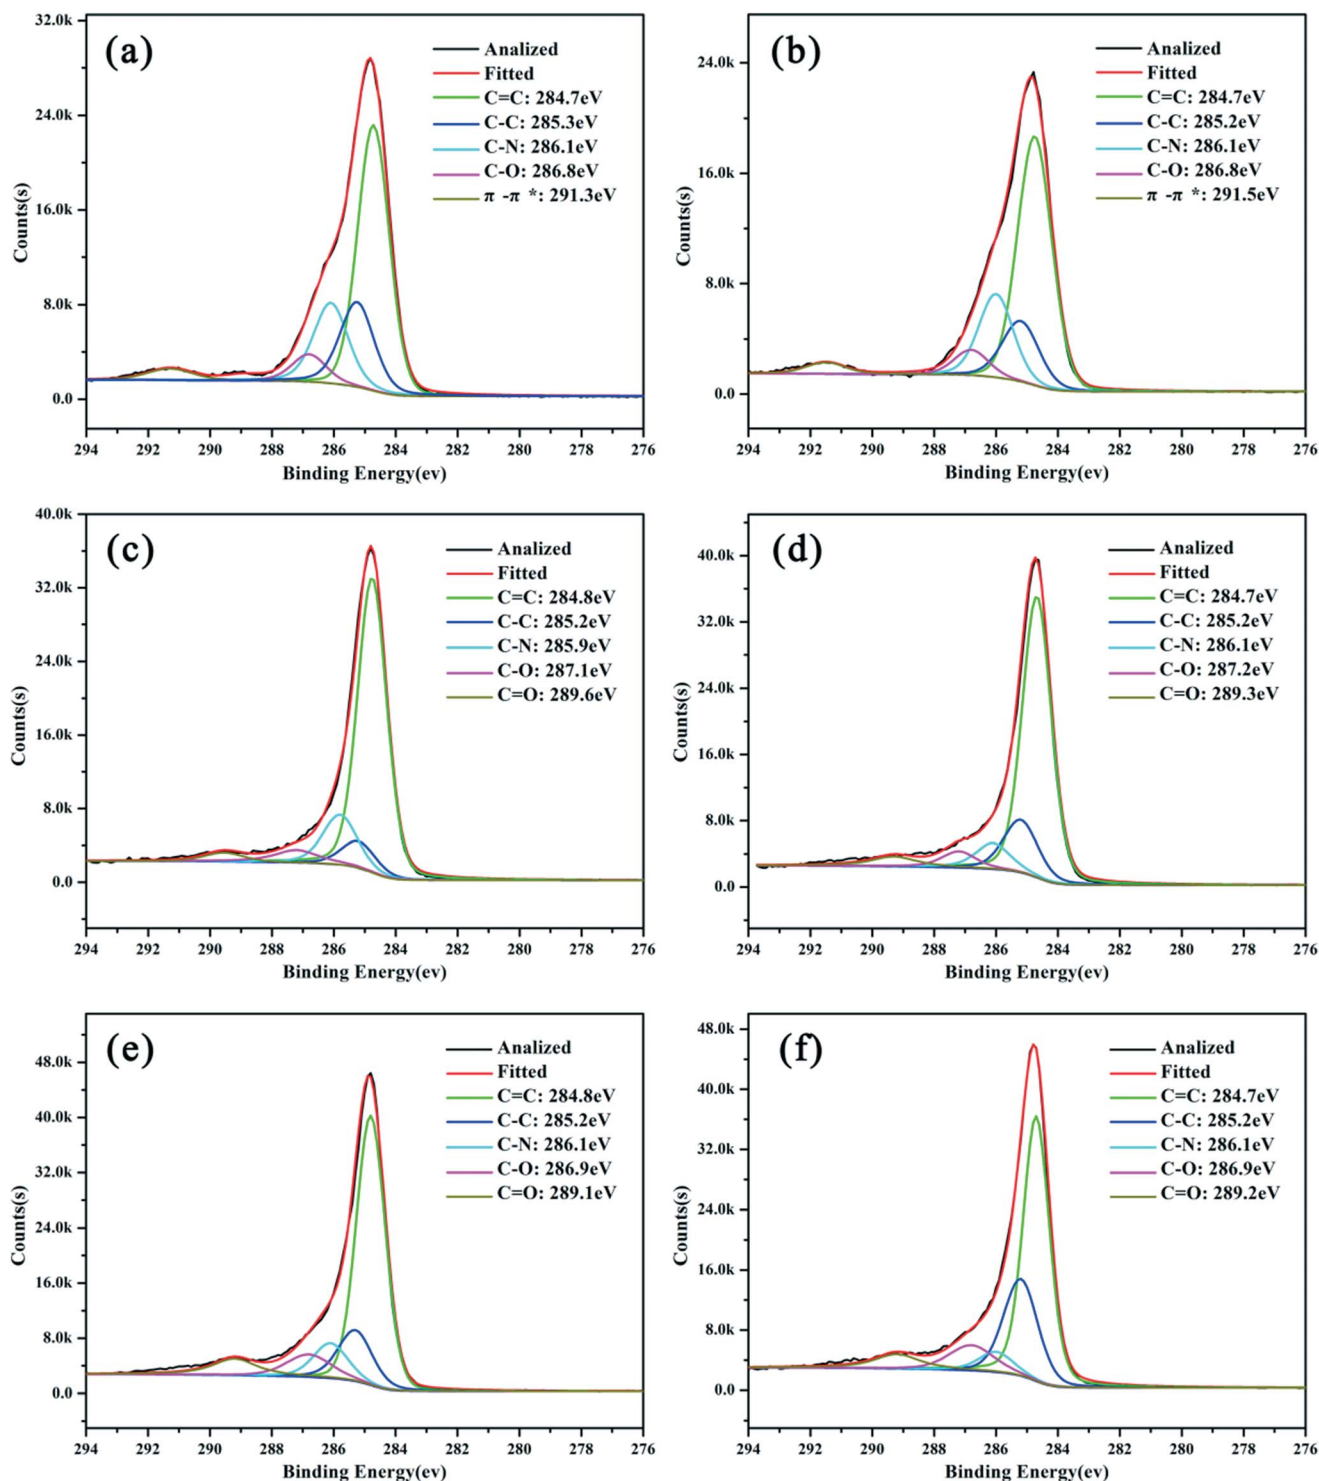 (a)
Analized
Fitted
C=C: 284.7eV
C-C: 285.3eV
C-N: 286.1eV
C-O: 286.8eV
π -π *: 291.3eV
32.0k
24.0k
16.0k
8.0k
0.0
Counts(s)
294 292 290 288 286 284 282 280 278 276
Binding Energy(ev)
(b)
Analized
Fitted
C=C: 284.7eV
C-C: 285.2eV
C-N: 286.1eV
C-O: 286.8eV
π -π *: 291.5eV
24.0k
16.0k
8.0k
0.0
Counts(s)
294 292 290 288 286 284 282 280 278 276
Binding Energy(ev)
(c)
Analized
Fitted
C=C: 284.8eV
C-C: 285.2eV
C-N: 285.9eV
C-O: 287.1eV
C=O: 289.6eV
40.0k
32.0k
24.0k
16.0k
8.0k
0.0
Counts(s)
294 292 290 288 286 284 282 280 278 276
Binding Energy(ev)
(d)
Analized
Fitted
C=C: 284.7eV
C-C: 285.2eV
C-N: 286.1eV
C-O: 287.2eV
C=O: 289.3eV
40.0k
32.0k
24.0k
16.0k
8.0k
0.0
Counts(s)
294 292 290 288 286 284 282 280 278 276
Binding Energy(ev)
(e)
Analized
Fitted
C=C: 284.8eV
C-C: 285.2eV
C-N: 286.1eV
C-O: 286.9eV
C=O: 289.1eV
48.0k
40.0k
32.0k
24.0k
16.0k
8.0k
0.0
Counts(s)
294 292 290 288 286 284 282 280 278 276
Binding Energy(ev)
(f)
Analized
Fitted
C=C: 284.7eV
C-C: 285.2eV
C-N: 286.1eV
C-O: 286.9eV
C=O: 289.2eV
48.0k
40.0k
32.0k
24.0k
16.0k
8.0k
0.0
Counts(s)
294 292 290 288 286 284 282 280 278 276
Binding Energy(ev)